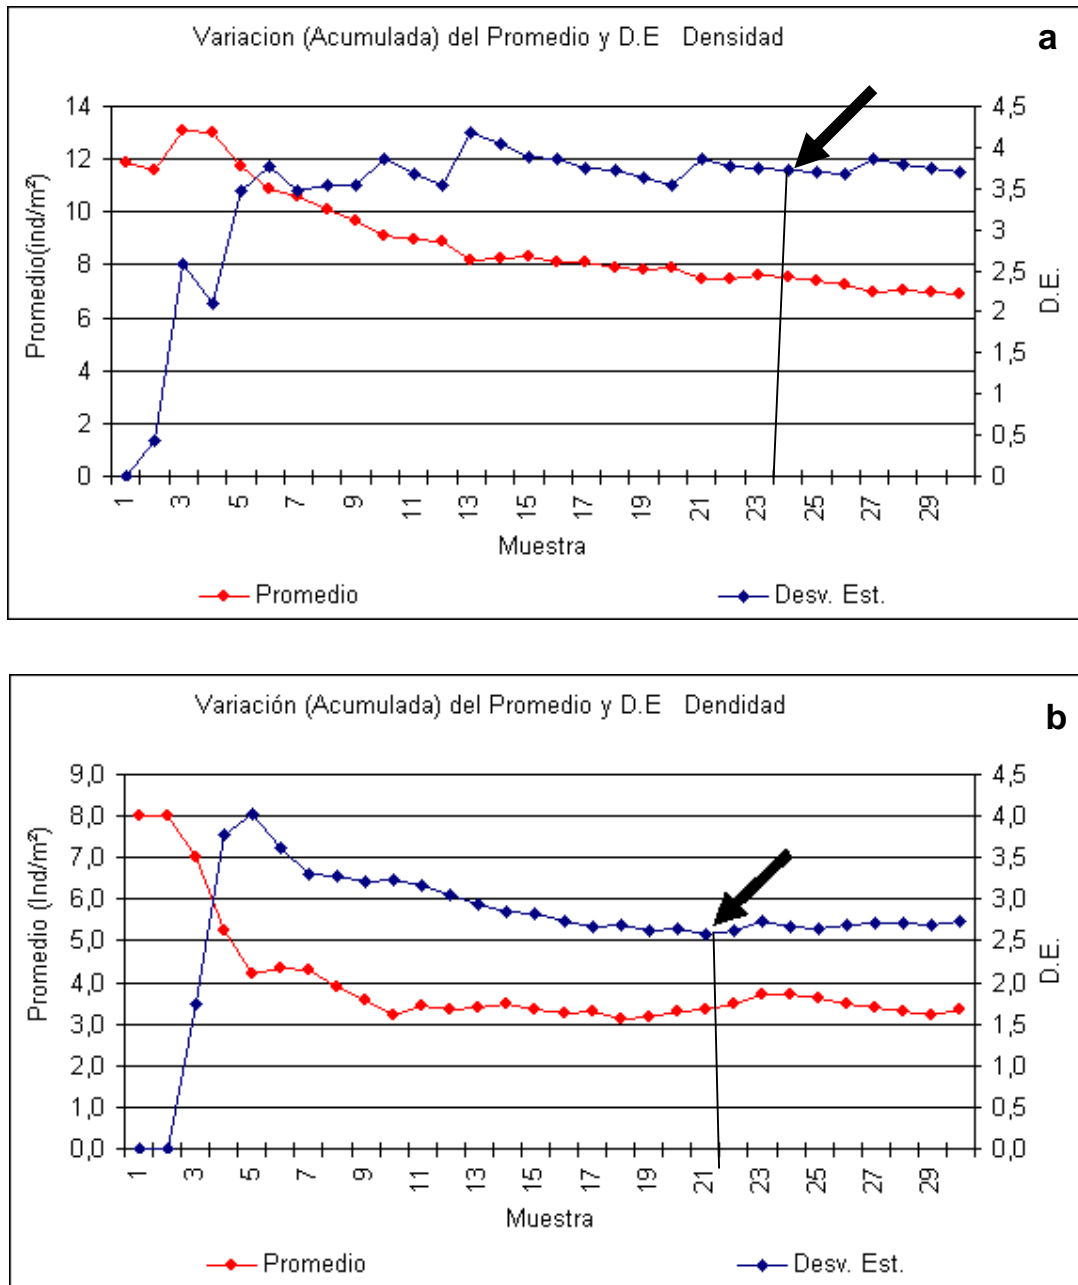 Variacion (Acumulada) del Promedio y D.E Densidad
a
14
12
10
8
6
4
2
0
4,5
4
3,5
3
2,5
2
1,5
1
0,5
0
Promedio(ind/m²)
D.E.
1 3 5 7 9 11 13 15 17 19 21 23 25 27 29
Muestra
Promedio Desv. Est.
Variación (Acumulada) del Promedio y D.E Dendidad
b
9,0
8,0
7,0
6,0
5,0
4,0
3,0
2,0
1,0
0,0
4,5
4,0
3,5
3,0
2,5
2,0
1,5
1,0
0,5
0,0
Promedio (Ind/m²)
D.E.
1 3 5 7 9 11 13 15 17 19 21 23 25 27 29
Muestra
Promedio Desv. Est.